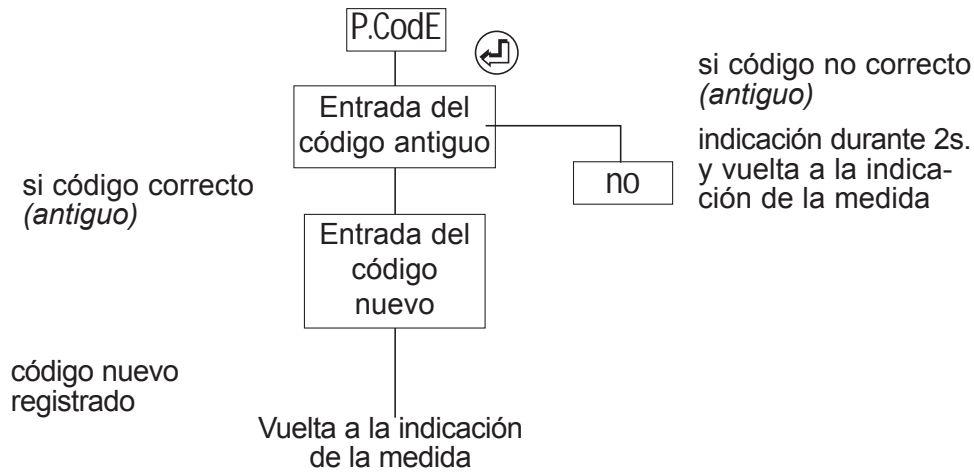 P.CodE
Entrada del
código antiguo
si código no correcto
(antiguo)
indicación durante 2s.
y vuelta a la indica-
ción de la medida
no
si código correcto
(antiguo)
Entrada del
código
nuevo
código nuevo
registrado
Vuelta a la indicación
de la medida